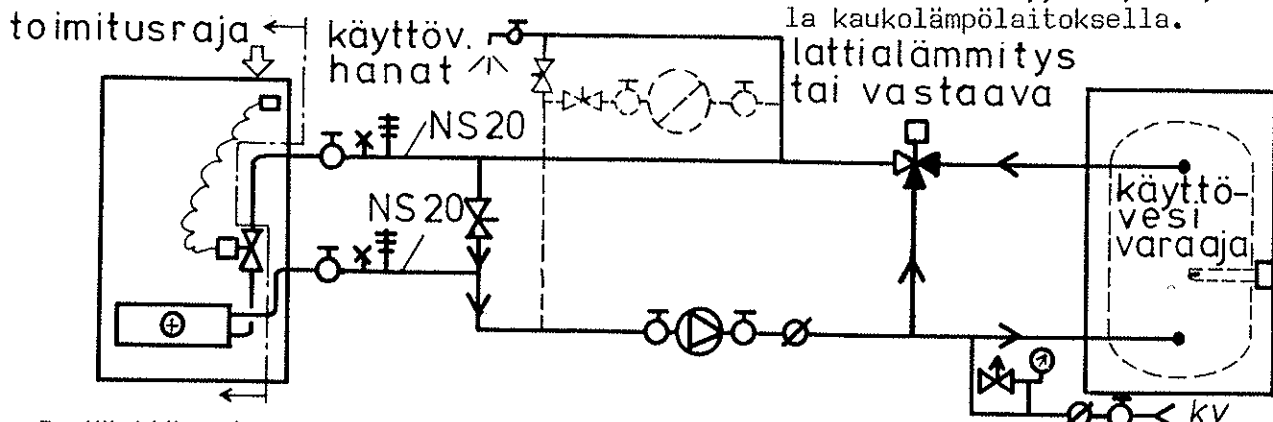 la kaukolämpölaitoksella.
toimitusraja
käyttöv.
hanat
lattialämmitys
tai vastaava
NS20
NS20
käyttö-
vesi
varaaja
kv